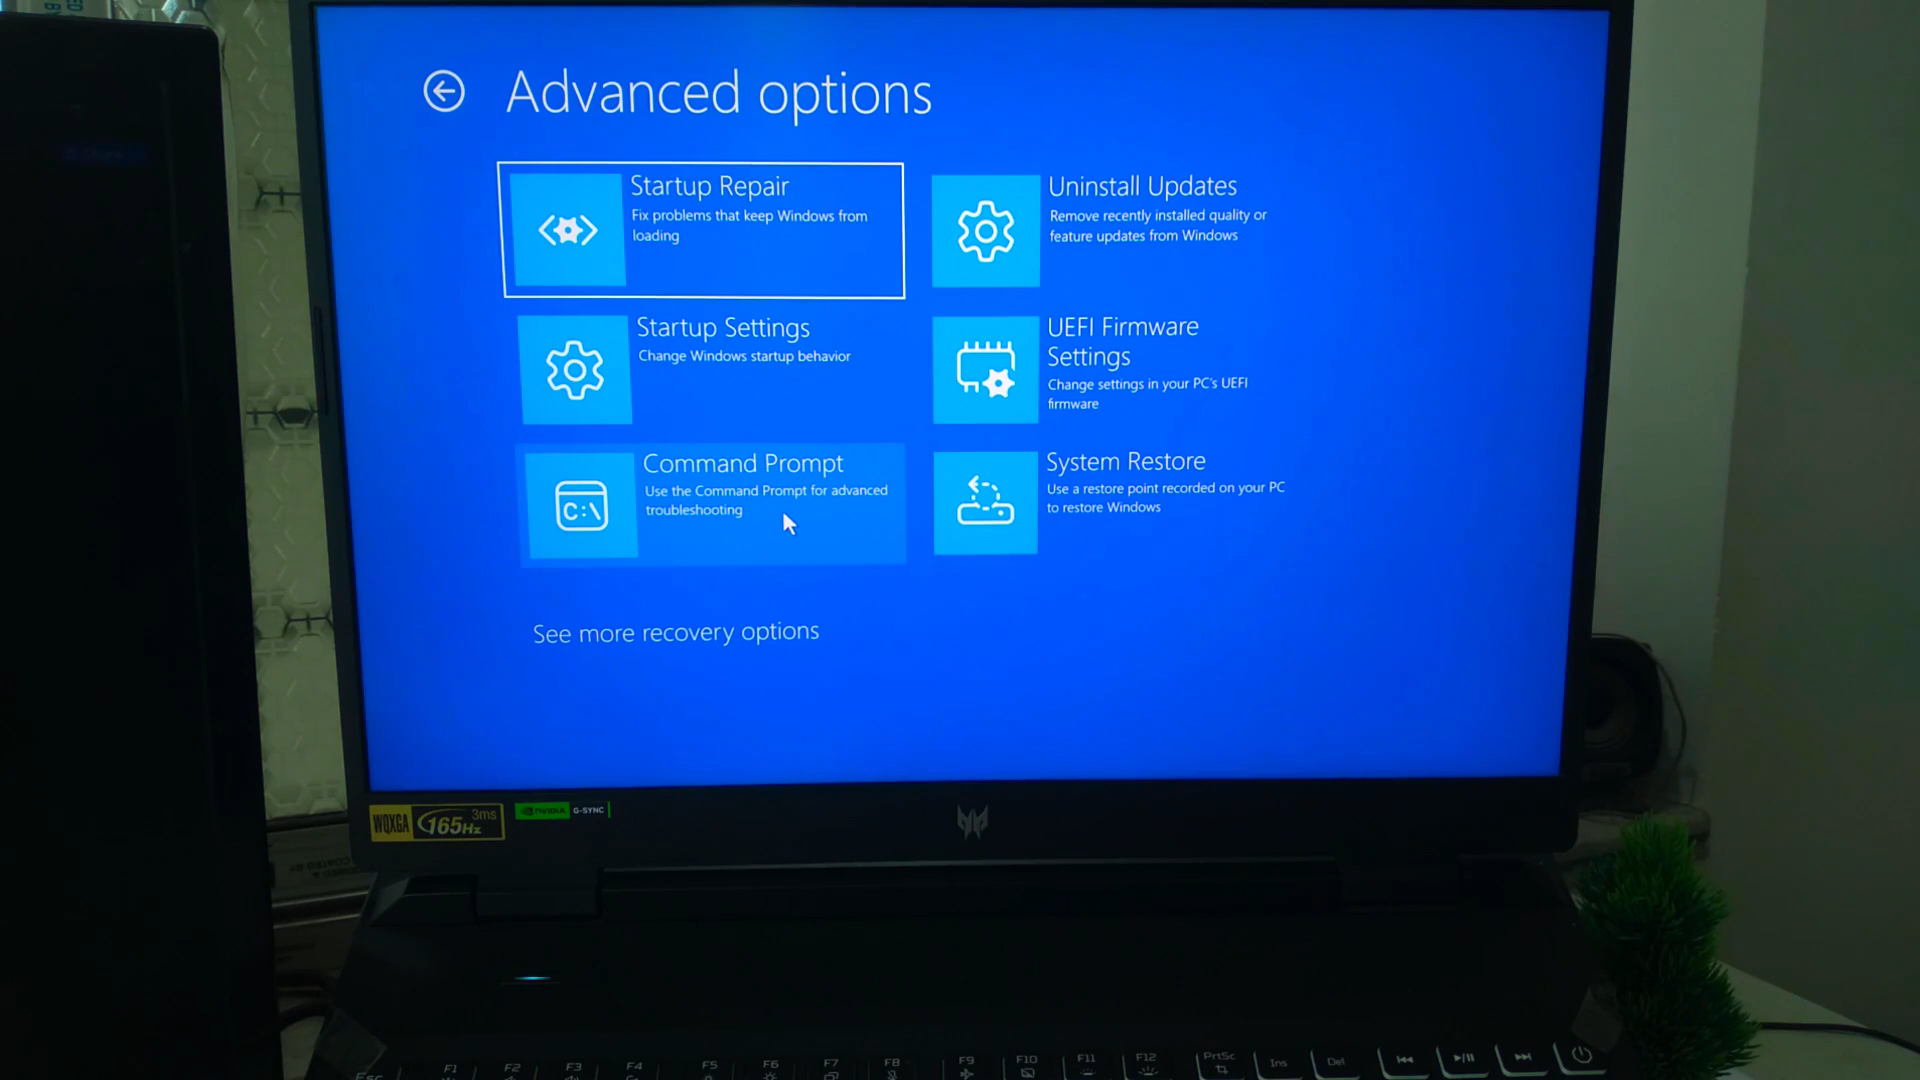 Advanced options
Startup Repair
Fix problems that keep Windows from
loading
Uninstall Updates
Remove recently installed quality or
feature updates from Windows
Startup Settings
Change Windows startup behavior
UEFI Firmware
Settings
Change settings in your PC's UEFI
firmware
Command Prompt
Use the Command Prompt for advanced
troubleshooting
C:\
System Restore
Use a restore point recorded on your PC
to restore Windows
See more recovery options
WQXGA 165Hz 3ms
NVIDIA G-SYNC
Esc F1 F2 F3 F4 F5 F6 F7 F8 F9 F10 F11 F12 PrtSc Ins Del